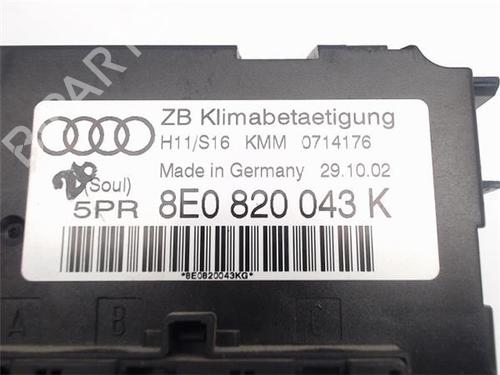 ZB Klimabetaetigung
H11/S16 KMM 0714176
Made in Germany 29.10.02
(Soul)
5PR 8E0 820 043 K
*8E0820043KG*
A B C